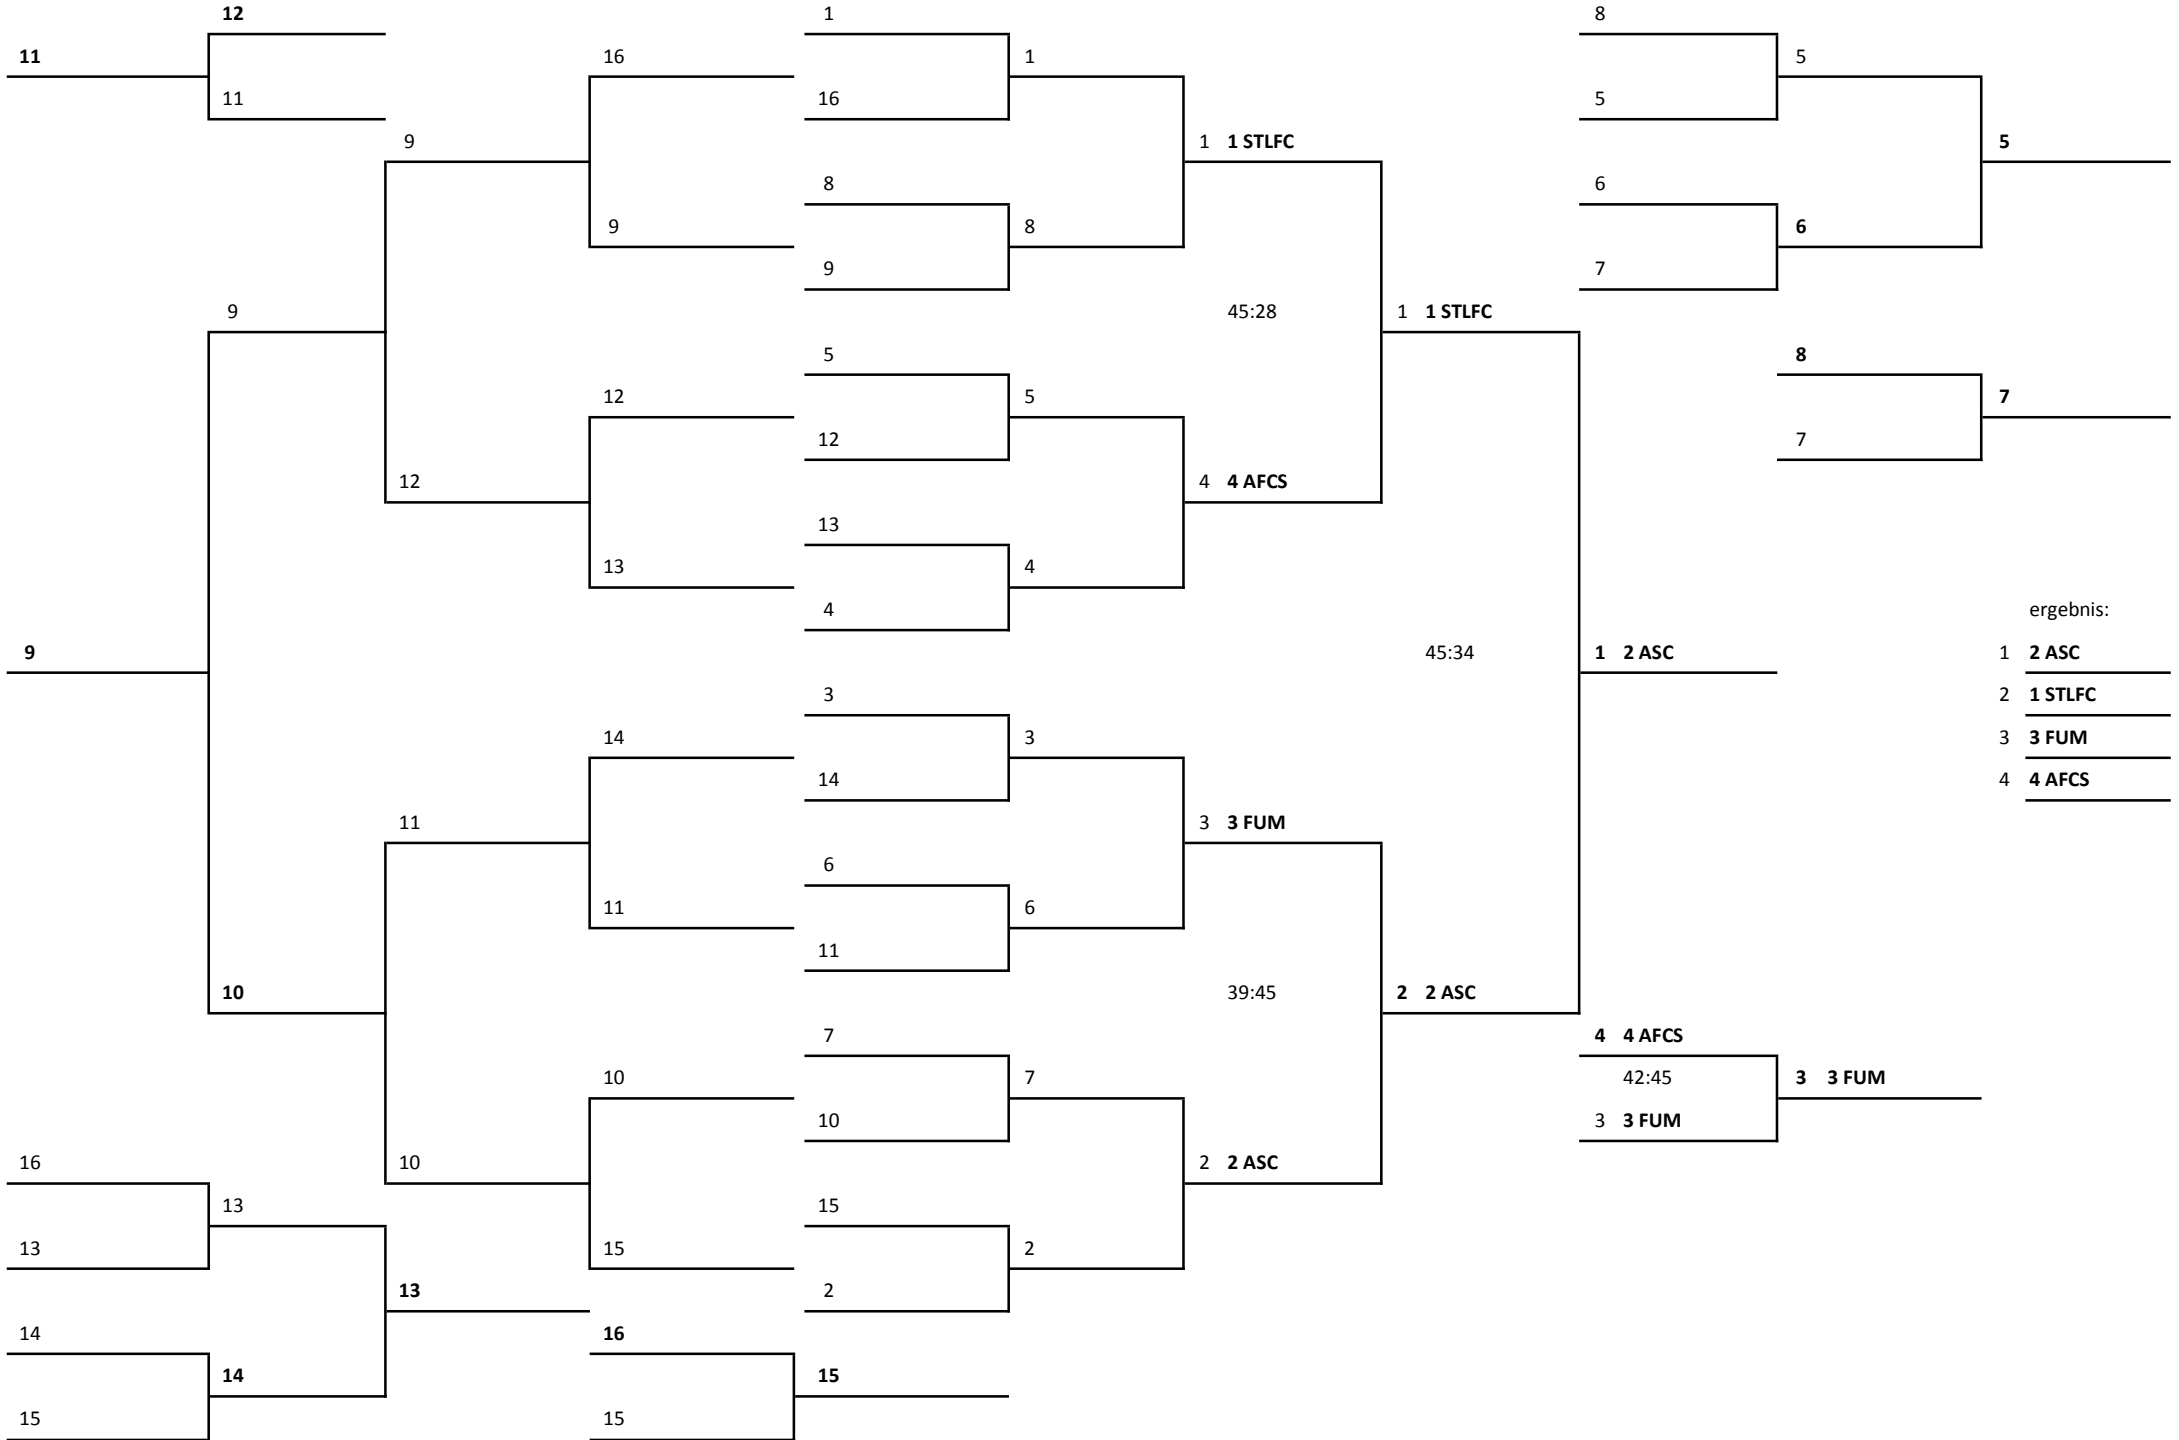 12 1 8
11 16 1 5
11 16 5
9 1 1 STLFC 5
8 6
9 8 6
9 7
9 45:28 1 1 STLFC
5 8
12 5 7
12 7
12 4 4 AFCS
13
13 4
4 ergebnis:
9 45:34 1 2 ASC 1 2 ASC
3 2 1 STLFC
14 3 3 3 FUM
14 4 4 AFCS
11 3 3 FUM
6
11 6
11
10 39:45 2 2 ASC
7 4 4 AFCS
10 7 42:45 3 3 FUM
10 3 3 FUM
16 10 2 2 ASC
13 15
13 15 2
13 2
14 16
14 15
15 15